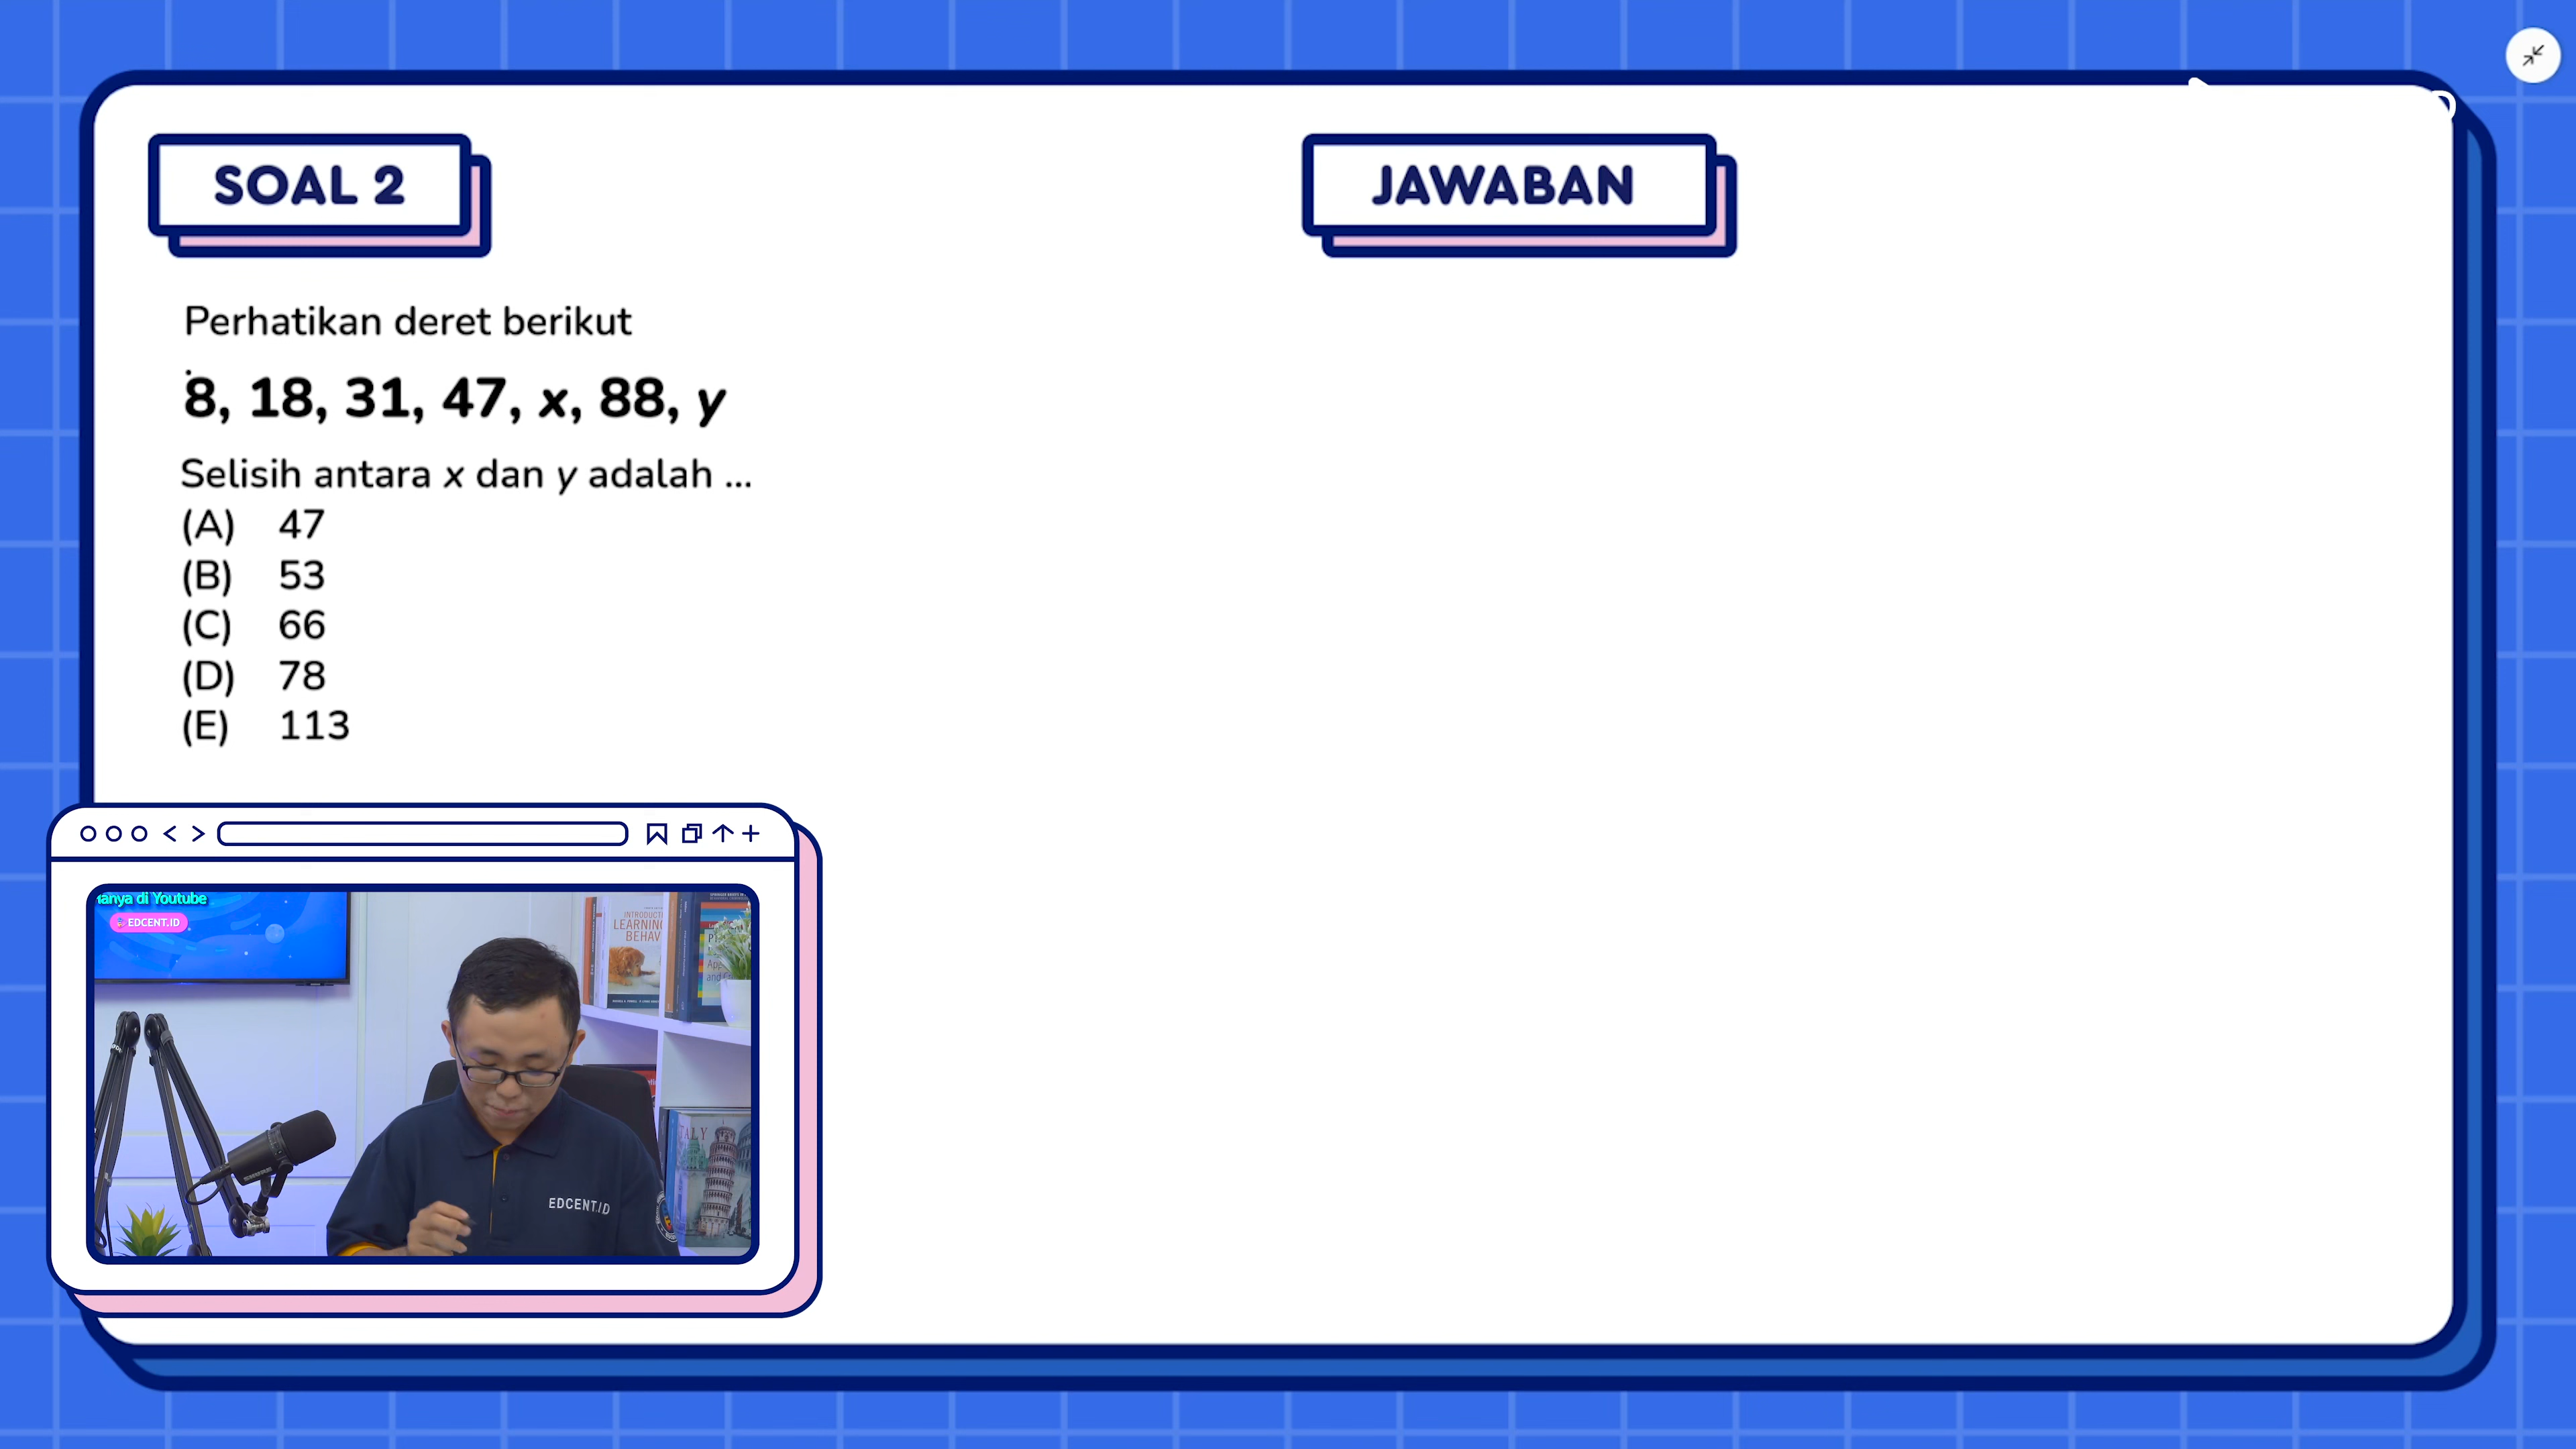 SOAL 2
JAWABAN
Perhatikan deret berikut
8, 18, 31, 47, x, 88, y
Selisih antara x dan y adalah ...
(A) 47
(B) 53
(C) 66
(D) 78
(E) 113
di Youtube
EDCENT.ID
LEARNING
EDCENT.ID